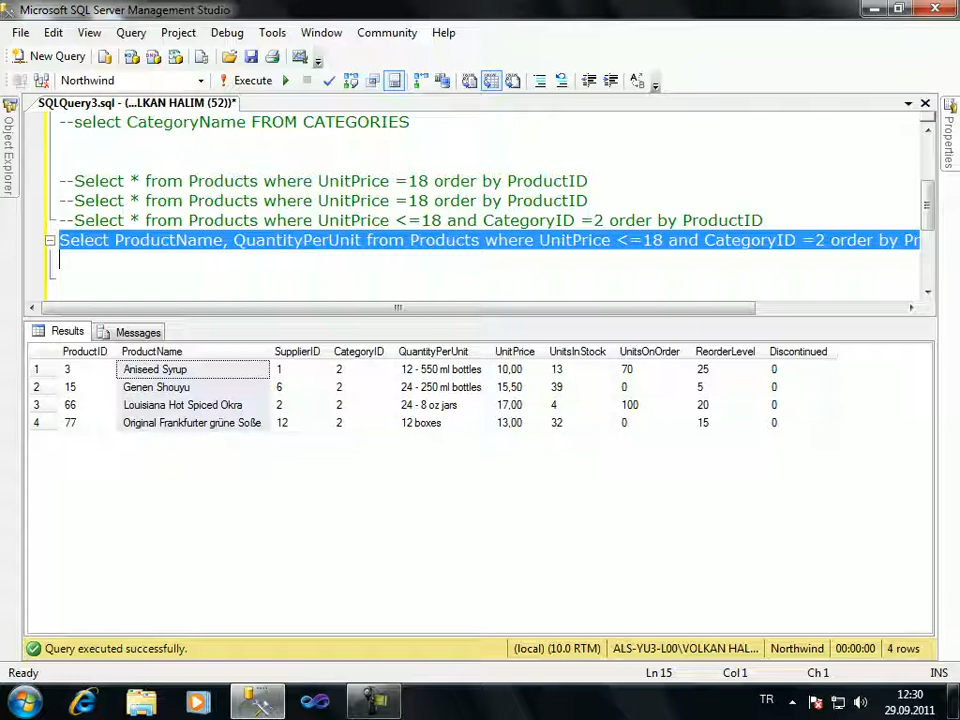 Microsoft SQL Server Management Studio
File Edit View Query Project Debug Tools Window Community Help
New Query
Northwind Execute
SQLQuery3.sql - (...LKAN HALIM (52))*
Object Explorer
Properties
--select CategoryName FROM CATEGORIES
--Select * from Products where UnitPrice =18 order by ProductID
--Select * from Products where UnitPrice =18 order by ProductID
--Select * from Products where UnitPrice <=18 and CategoryID =2 order by ProductID
Select ProductName, QuantityPerUnit from Products where UnitPrice <=18 and CategoryID =2 order by Pr
Results Messages
ProductID ProductName SupplierID CategoryID QuantityPerUnit UnitPrice UnitsInStock UnitsOnOrder ReorderLevel Discontinued
1 3 Aniseed Syrup 1 2 12 - 550 ml bottles 10,00 13 70 25 0
2 15 Genen Shouyu 6 2 24 - 250 ml bottles 15,50 39 0 5 0
3 66 Louisiana Hot Spiced Okra 2 2 24 - 8 oz jars 17,00 4 100 20 0
4 77 Original Frankfurter grüne Soße 12 2 12 boxes 13,00 32 0 15 0
Query executed successfully. (local) (10.0 RTM) ALS-YU3-L00\VOLKAN HAL... Northwind 00:00:00 4 rows
Ready Ln 15 Col 1 Ch 1 INS
TR 12:30
29.09.2011